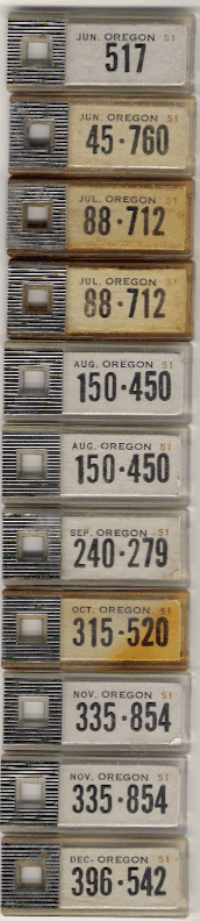 JUN. OREGON 51
517
JUN. OREGON 51
45·760
JUL. OREGON 51
88·712
JUL. OREGON 51
88·712
AUG. OREGON 51
150·450
AUG. OREGON 51
150·450
SEP. OREGON 51
240·279
OCT. OREGON 51
315·520
NOV. OREGON 51
335·854
NOV. OREGON 51
335·854
DEC. OREGON 51
396·542